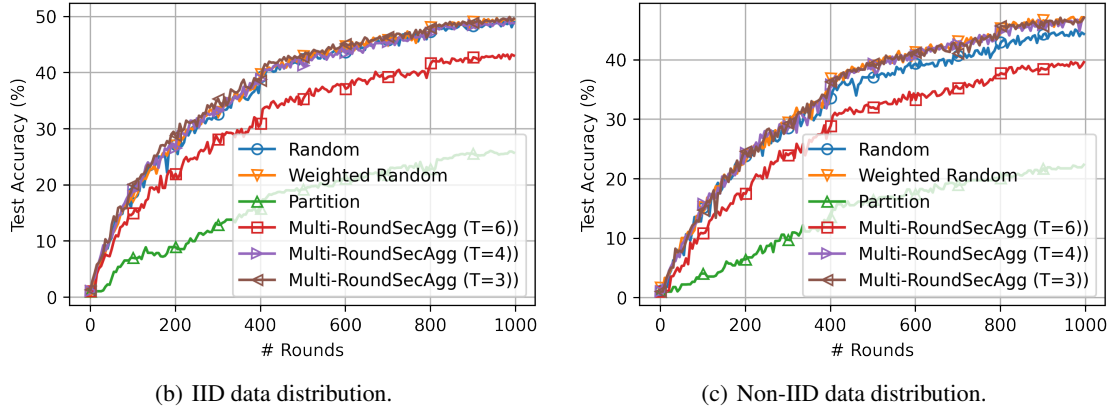 50
40
30
20
10
0
Test Accuracy (%)
Random
Weighted Random
Partition
Multi-RoundSecAgg (T=6))
Multi-RoundSecAgg (T=4))
Multi-RoundSecAgg (T=3))
0 200 400 600 800 1000
# Rounds
(b) IID data distribution.
40
30
20
10
0
Test Accuracy (%)
Random
Weighted Random
Partition
Multi-RoundSecAgg (T=6))
Multi-RoundSecAgg (T=4))
Multi-RoundSecAgg (T=3))
0 200 400 600 800 1000
# Rounds
(c) Non-IID data distribution.